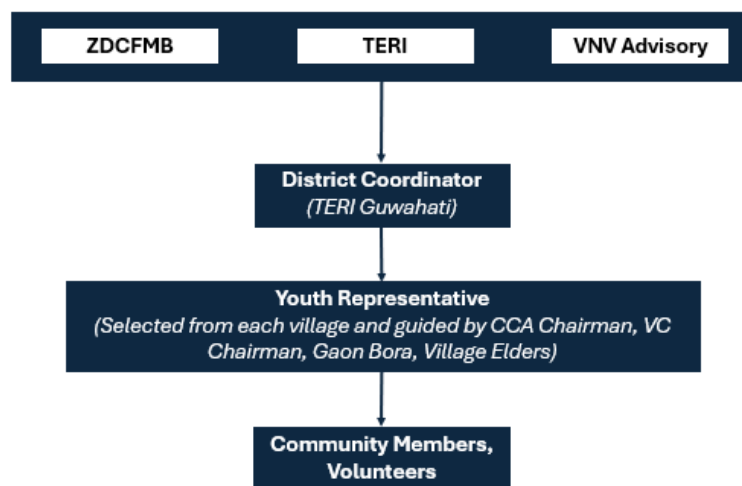 ZDCFMB
TERI
VNV Advisory
District Coordinator
(TERI Guwahati)
Youth Representative
(Selected from each village and guided by CCA Chairman, VC
Chairman, Gaon Bora, Village Elders)
Community Members,
Volunteers